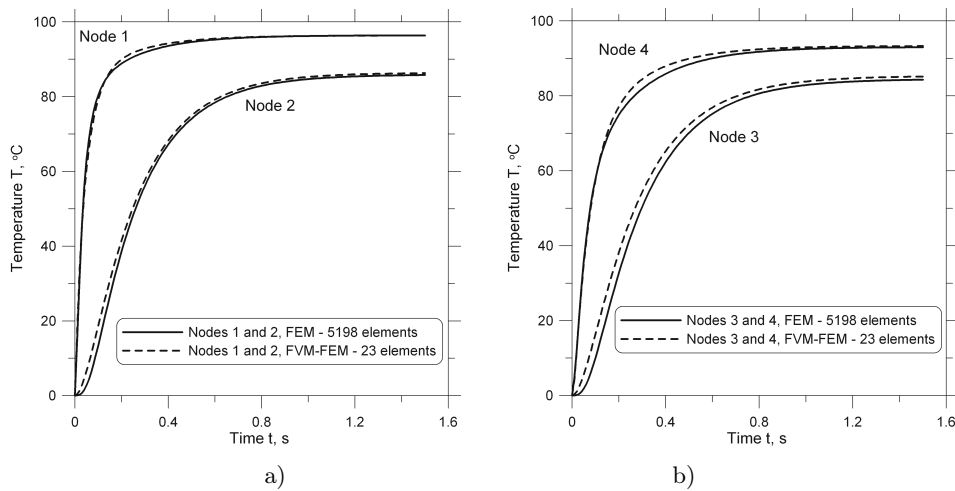 100
80
60
40
20
0
Temperature T, °C
Node 1
Node 2
Nodes 1 and 2, FEM - 5198 elements
Nodes 1 and 2, FVM-FEM - 23 elements
0 0.4 0.8 1.2 1.6
Time t, s
a)
100
80
60
40
20
0
Temperature T, °C
Node 4
Node 3
Nodes 3 and 4, FEM - 5198 elements
Nodes 3 and 4, FVM-FEM - 23 elements
0 0.4 0.8 1.2 1.6
Time t, s
b)